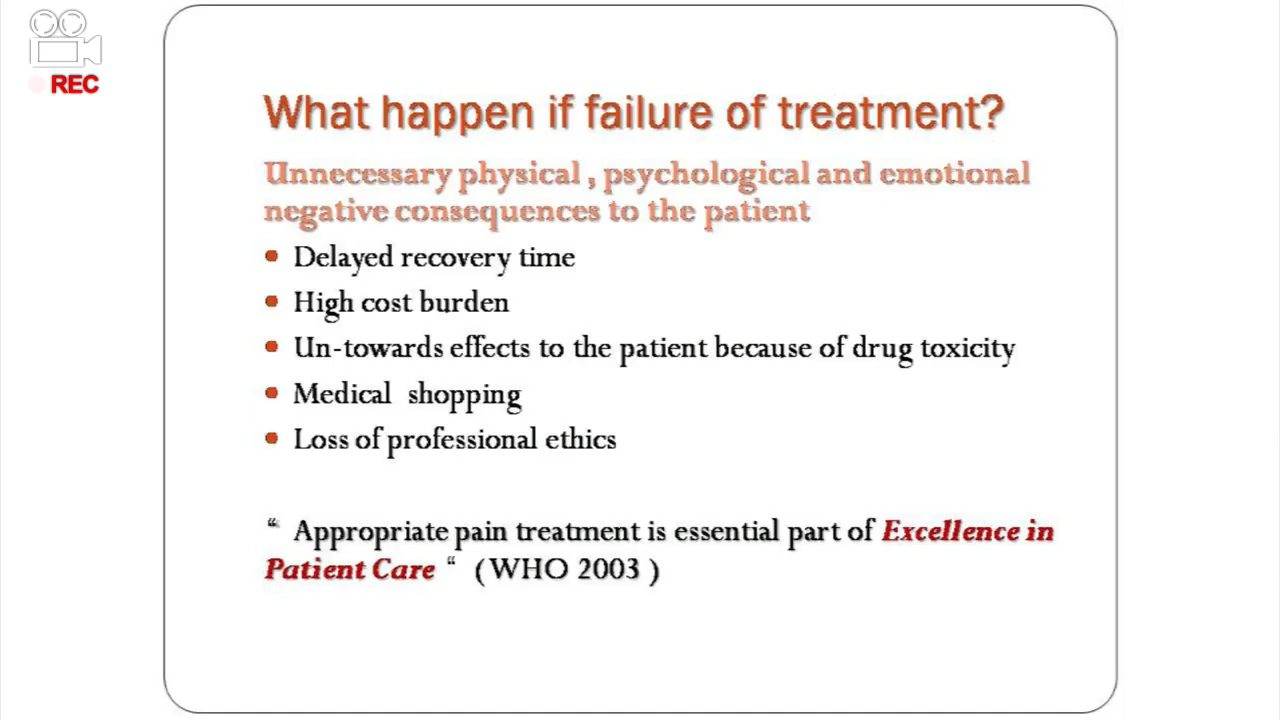 REC
What happen if failure of treatment?
Unnecessary physical , psychological and emotional
negative consequences to the patient
• Delayed recovery time
• High cost burden
• Un-towards effects to the patient because of drug toxicity
• Medical shopping
• Loss of professional ethics
“ Appropriate pain treatment is essential part of Excellence in
Patient Care “ (WHO 2003 )